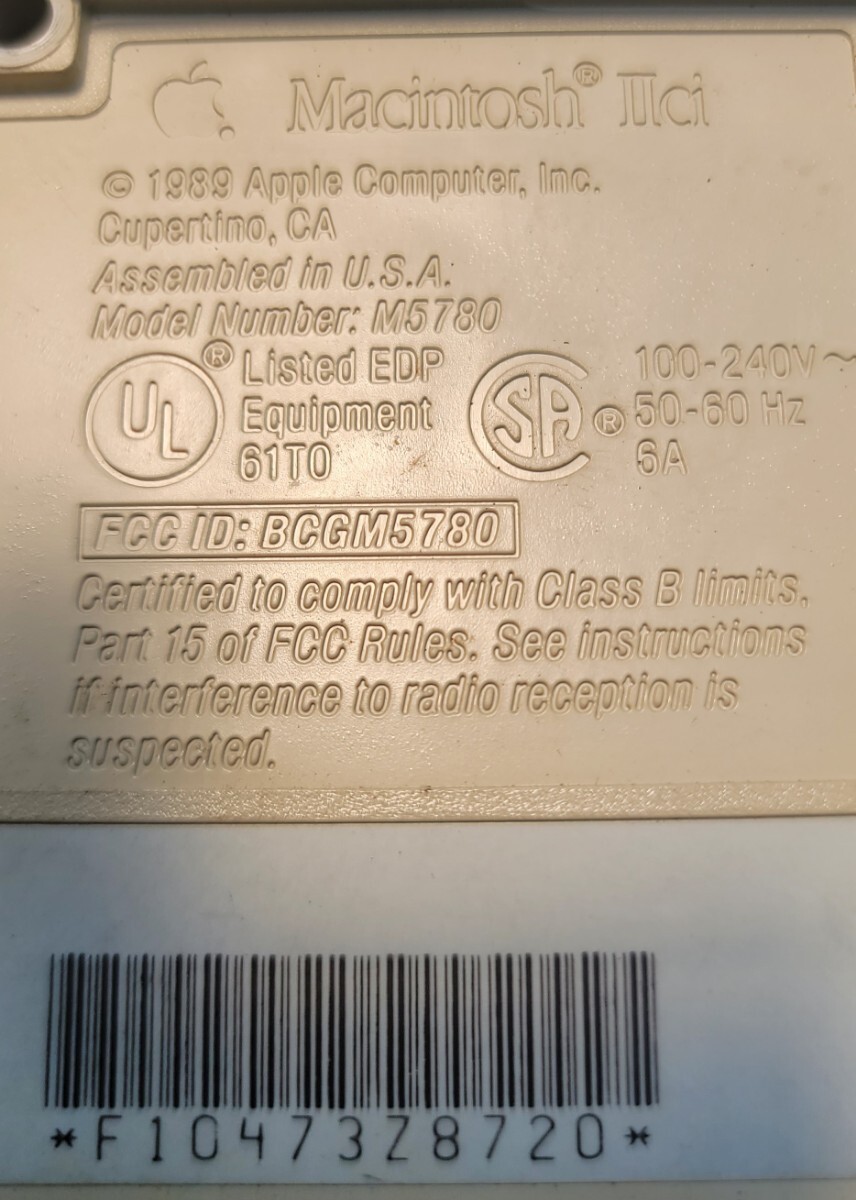 Macintosh® IIci
© 1989 Apple Computer, Inc.
Cupertino, CA
Assembled in U.S.A.
Model Number: M5780
UL ® Listed EDP
Equipment
61T0
SA ®
100-240V~
50-60 Hz
6A
FCC ID: BCGM5780
Certified to comply with Class B limits,
Part 15 of FCC Rules. See instructions
if interference to radio reception is
suspected.
*F10473Z8720*